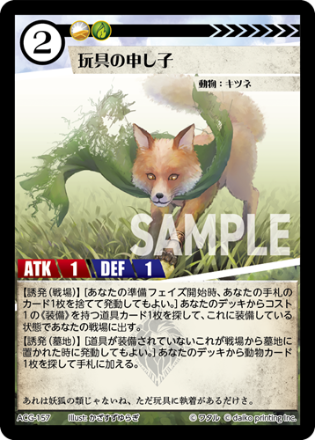 2
玩具の申し子
動物：キツネ
SAMPLE
ATK 1 DEF 1
【誘発（戦場）】［あなたの準備フェイズ開始時、あなたの手札の
カード1枚を捨てて発動してもよい。］あなたのデッキからコスト
1の《装備》を持つ道具カード1枚を探して、これに装備している
状態であなたの戦場に出す。
【誘発（墓地）】［道具が装備されていないこれが戦場から墓地に
置かれた時に発動してもよい。］あなたのデッキから動物カード
1枚を探して手札に加える。
あれは妖狐の類じゃないね、ただ玩具に執着があるだけさ。
ACG-157 Illust: かざすずゆらぎ © ワタル © daiko printing inc.